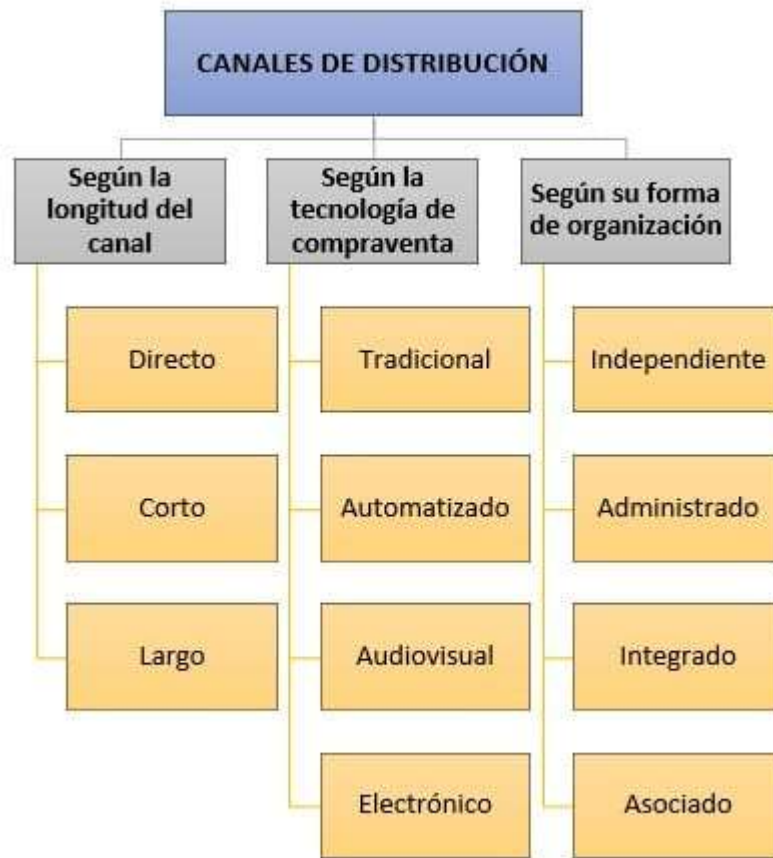 CANALES DE DISTRIBUCIÓN
Según la
longitud del
canal
Directo
Corto
Largo
Según la
tecnología de
compraventa
Tradicional
Automatizado
Audiovisual
Electrónico
Según su forma
de organización
Independiente
Administrado
Integrado
Asociado